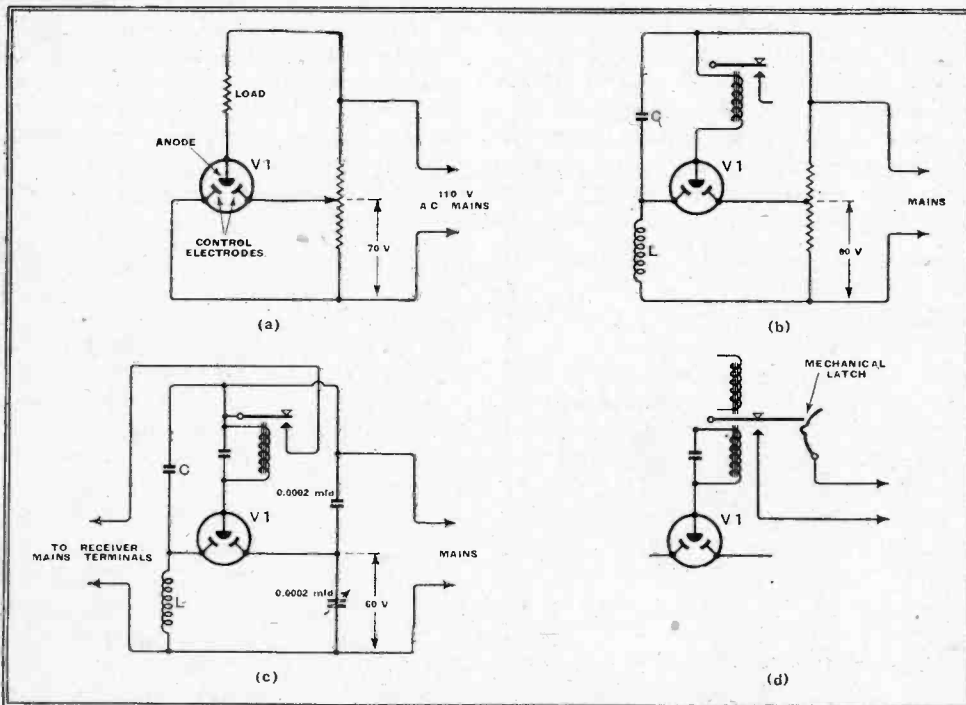 LOAD
ANODE
V1
CONTROL
ELECTRODES
110 V
A.C MAINS
70 V
(a)
C
V1
L
MAINS
60 V
(b)
C
V1
0.0002 mfd
TO RECEIVER
MAINS TERMINALS
MAINS
L
0.0002 mfd
60 V
(c)
MECHANICAL
LATCH
V1
(d)